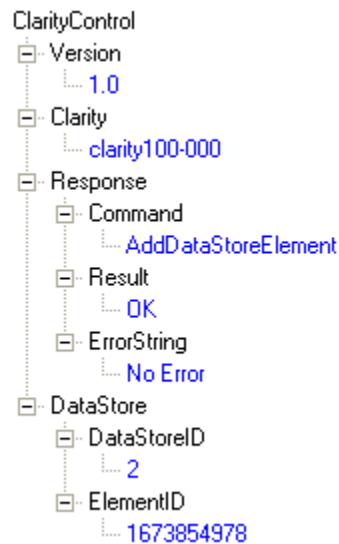 ClarityControl
Version
1.0
Clarity
clarity100-000
Response
Command
AddDataStoreElement
Result
OK
ErrorString
No Error
DataStore
DataStoreID
2
ElementID
1673854978